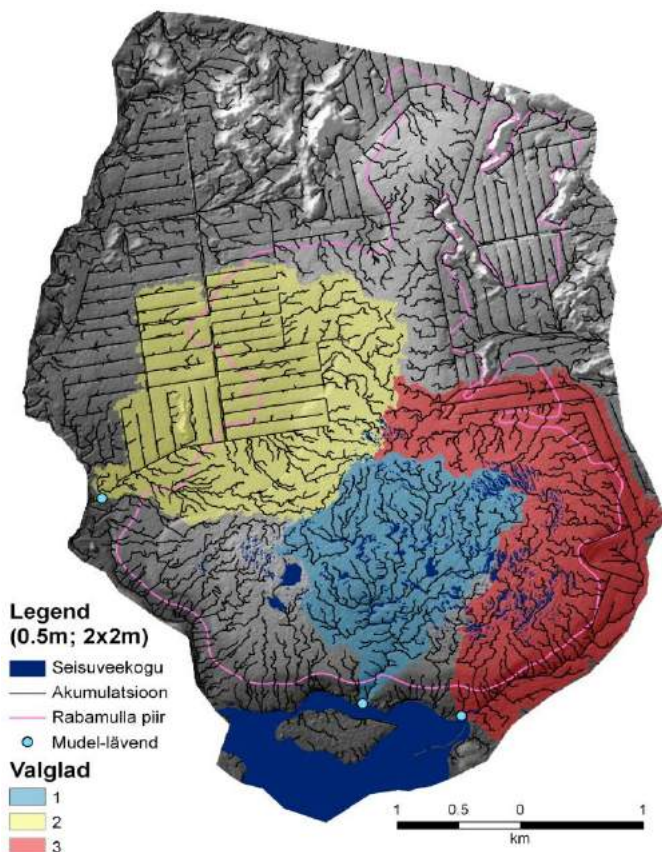 Legend
(0.5m; 2x2m)
Seisuveekogu
Akumulatsioon
Rabamulla piir
Mudel-lävend
Valglad
1
2
3
1 0.5 0 1
km